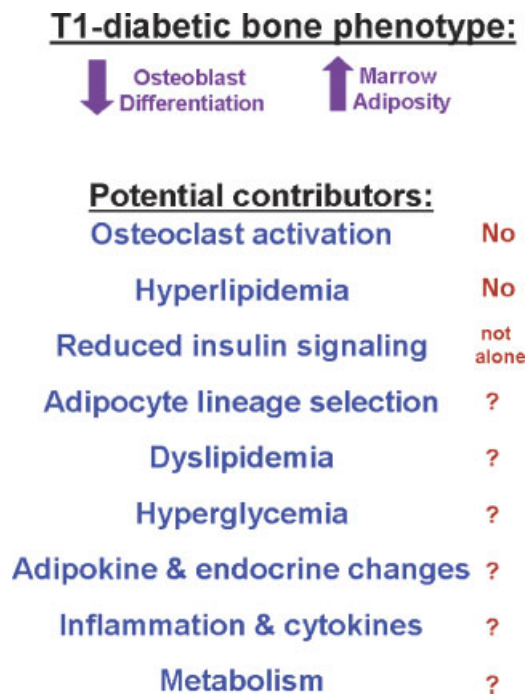 T1-diabetic bone phenotype:
Osteoblast Differentiation
Marrow Adiposity
Potential contributors:
Osteoclast activation No
Hyperlipidemia No
Reduced insulin signaling not alone
Adipocyte lineage selection ?
Dyslipidemia ?
Hyperglycemia ?
Adipokine & endocrine changes ?
Inflammation & cytokines ?
Metabolism ?